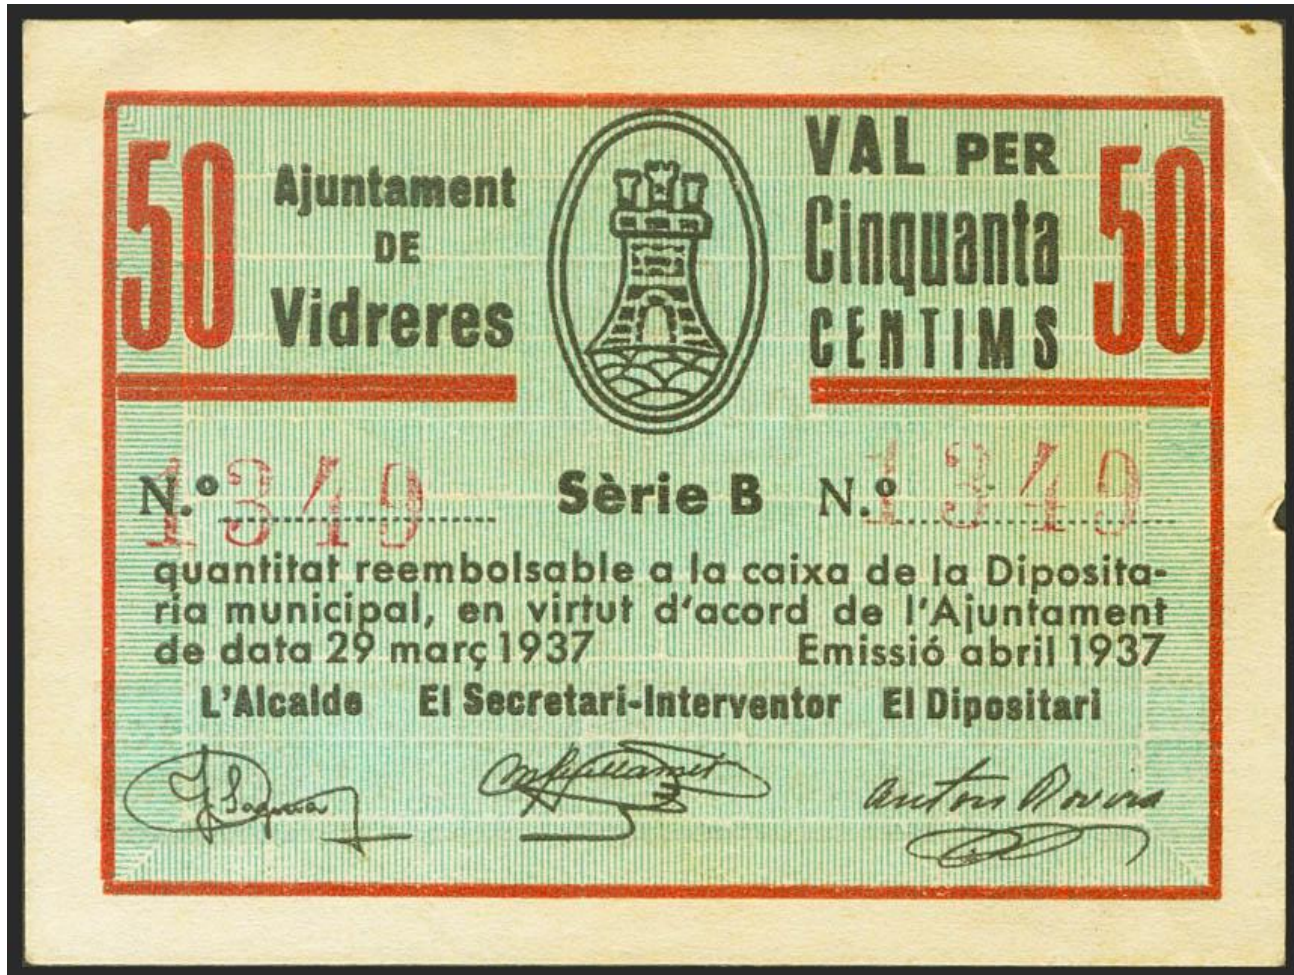 50
Ajuntament
DE
Vidreres
VAL PER
Cinquanta
CENTIMS
50
N.º 1349
Sèrie B
N.º 1349
quantitat reembolsable a la caixa de la Diposita-
ria municipal, en virtut d'acord de l'Ajuntament
de data 29 març 1937 Emissió abril 1937
L'Alcalde El Secretari-Interventor El Dipositari
Anton Rovira